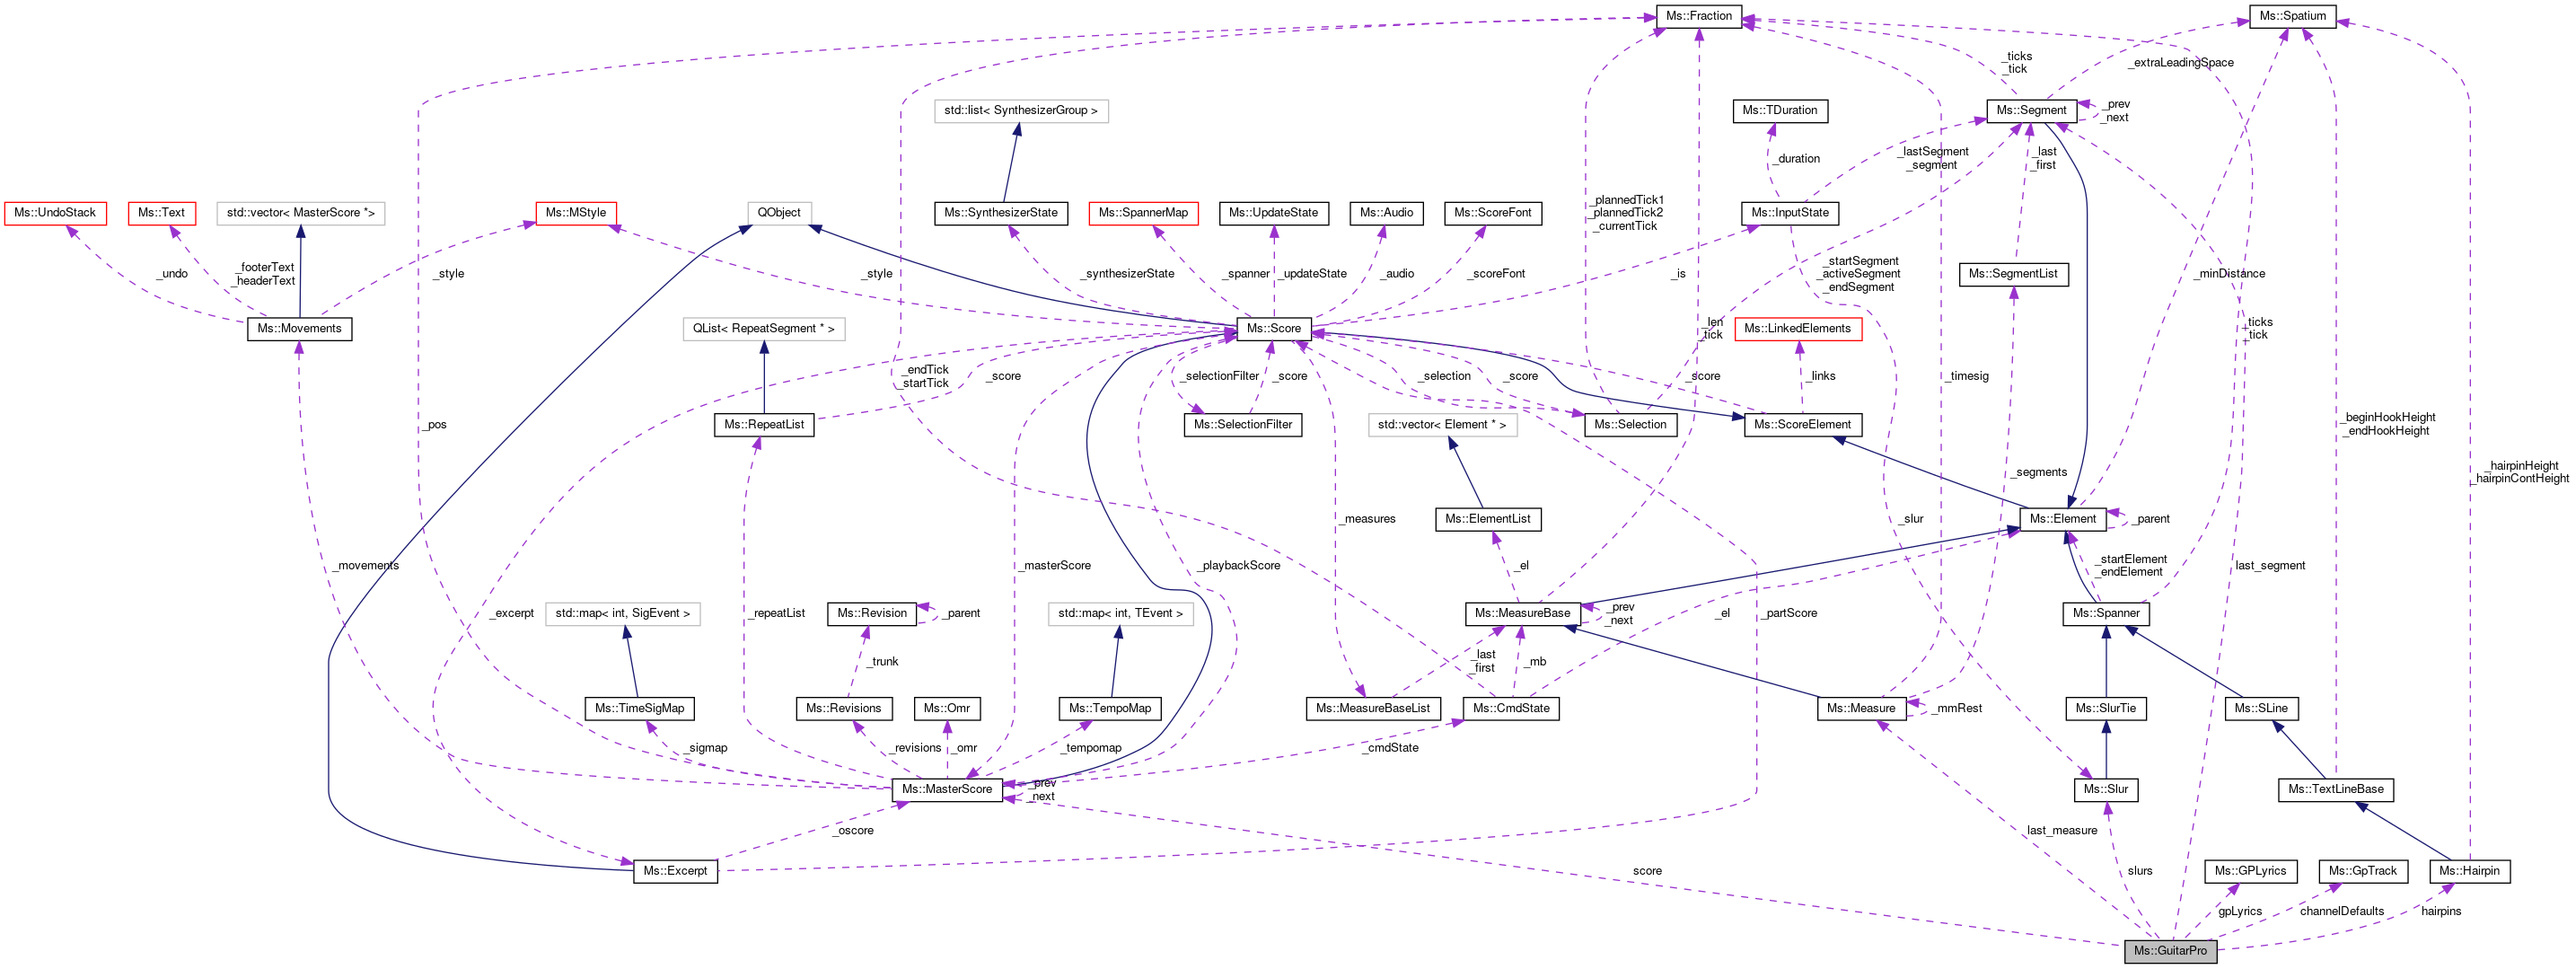 Ms::Fraction
Ms::Spatium
_ticks
_tick
_extraLeadingSpace
std::list< SynthesizerGroup >
Ms::TDuration
Ms::Segment
_prev
_next
_duration
_lastSegment
_segment
_last
_first
Ms::UndoStack
Ms::Text
std::vector< MasterScore *>
Ms::MStyle
QObject
Ms::SynthesizerState
Ms::SpannerMap
Ms::UpdateState
Ms::Audio
Ms::ScoreFont
_plannedTick1
_plannedTick2
_currentTick
Ms::InputState
_undo
_footerText
_headerText
_style
_style
_synthesizerState
_spanner
_updateState
_audio
_scoreFont
_is
_startSegment
_activeSegment
_endSegment
Ms::SegmentList
_minDistance
Ms::Movements
QList< RepeatSegment * >
Ms::Score
_len
_tick
Ms::LinkedElements
_ticks
_tick
_endTick
_startTick
_score
_selectionFilter
_score
_selection
_score
_score
_links
_timesig
_pos
Ms::RepeatList
Ms::SelectionFilter
std::vector< Element * >
Ms::Selection
Ms::ScoreElement
_beginHookHeight
_endHookHeight
_segments
_hairpinHeight
_hairpinContHeight
_measures
Ms::ElementList
_slur
Ms::Element
_parent
_movements
_excerpt
_masterScore
_playbackScore
_el
_startElement
_endElement
last_segment
std::map< int, SigEvent >
_repeatList
Ms::Revision
_parent
std::map< int, TEvent >
Ms::MeasureBase
_prev
_next
_el
_partScore
Ms::Spanner
_trunk
_last
_first
_mb
Ms::TimeSigMap
Ms::Revisions
Ms::Omr
Ms::TempoMap
Ms::MeasureBaseList
Ms::CmdState
Ms::Measure
_mmRest
Ms::SlurTie
Ms::SLine
_sigmap
_revisions
_omr
_tempomap
_cmdState
Ms::MasterScore
_prev
_next
Ms::Slur
Ms::TextLineBase
_oscore
last_measure
Ms::Excerpt
score
slurs
Ms::GPLyrics
Ms::GpTrack
Ms::Hairpin
gpLyrics
channelDefaults
hairpins
Ms::GuitarPro